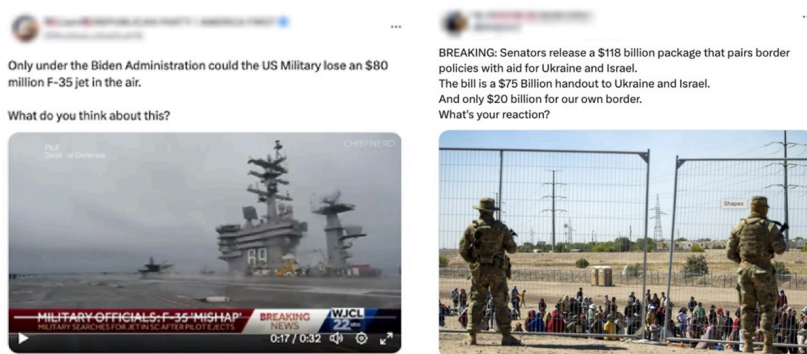 Only under the Biden Administration could the US Military lose an $80
million F-35 jet in the air.
What do you think about this?
FILE
Dept. of Defense
CHIEFNERD
69
MILITARY OFFICIALS: F-35 'MISHAP'
MILITARY SEARCHES FOR JET IN SC AFTER PILOT EJECTS
BREAKING
NEWS
WJCL
22
0:17 / 0:32
BREAKING: Senators release a $118 billion package that pairs border
policies with aid for Ukraine and Israel.
The bill is a $75 Billion handout to Ukraine and Israel.
And only $20 billion for our own border.
What's your reaction?
Shapes